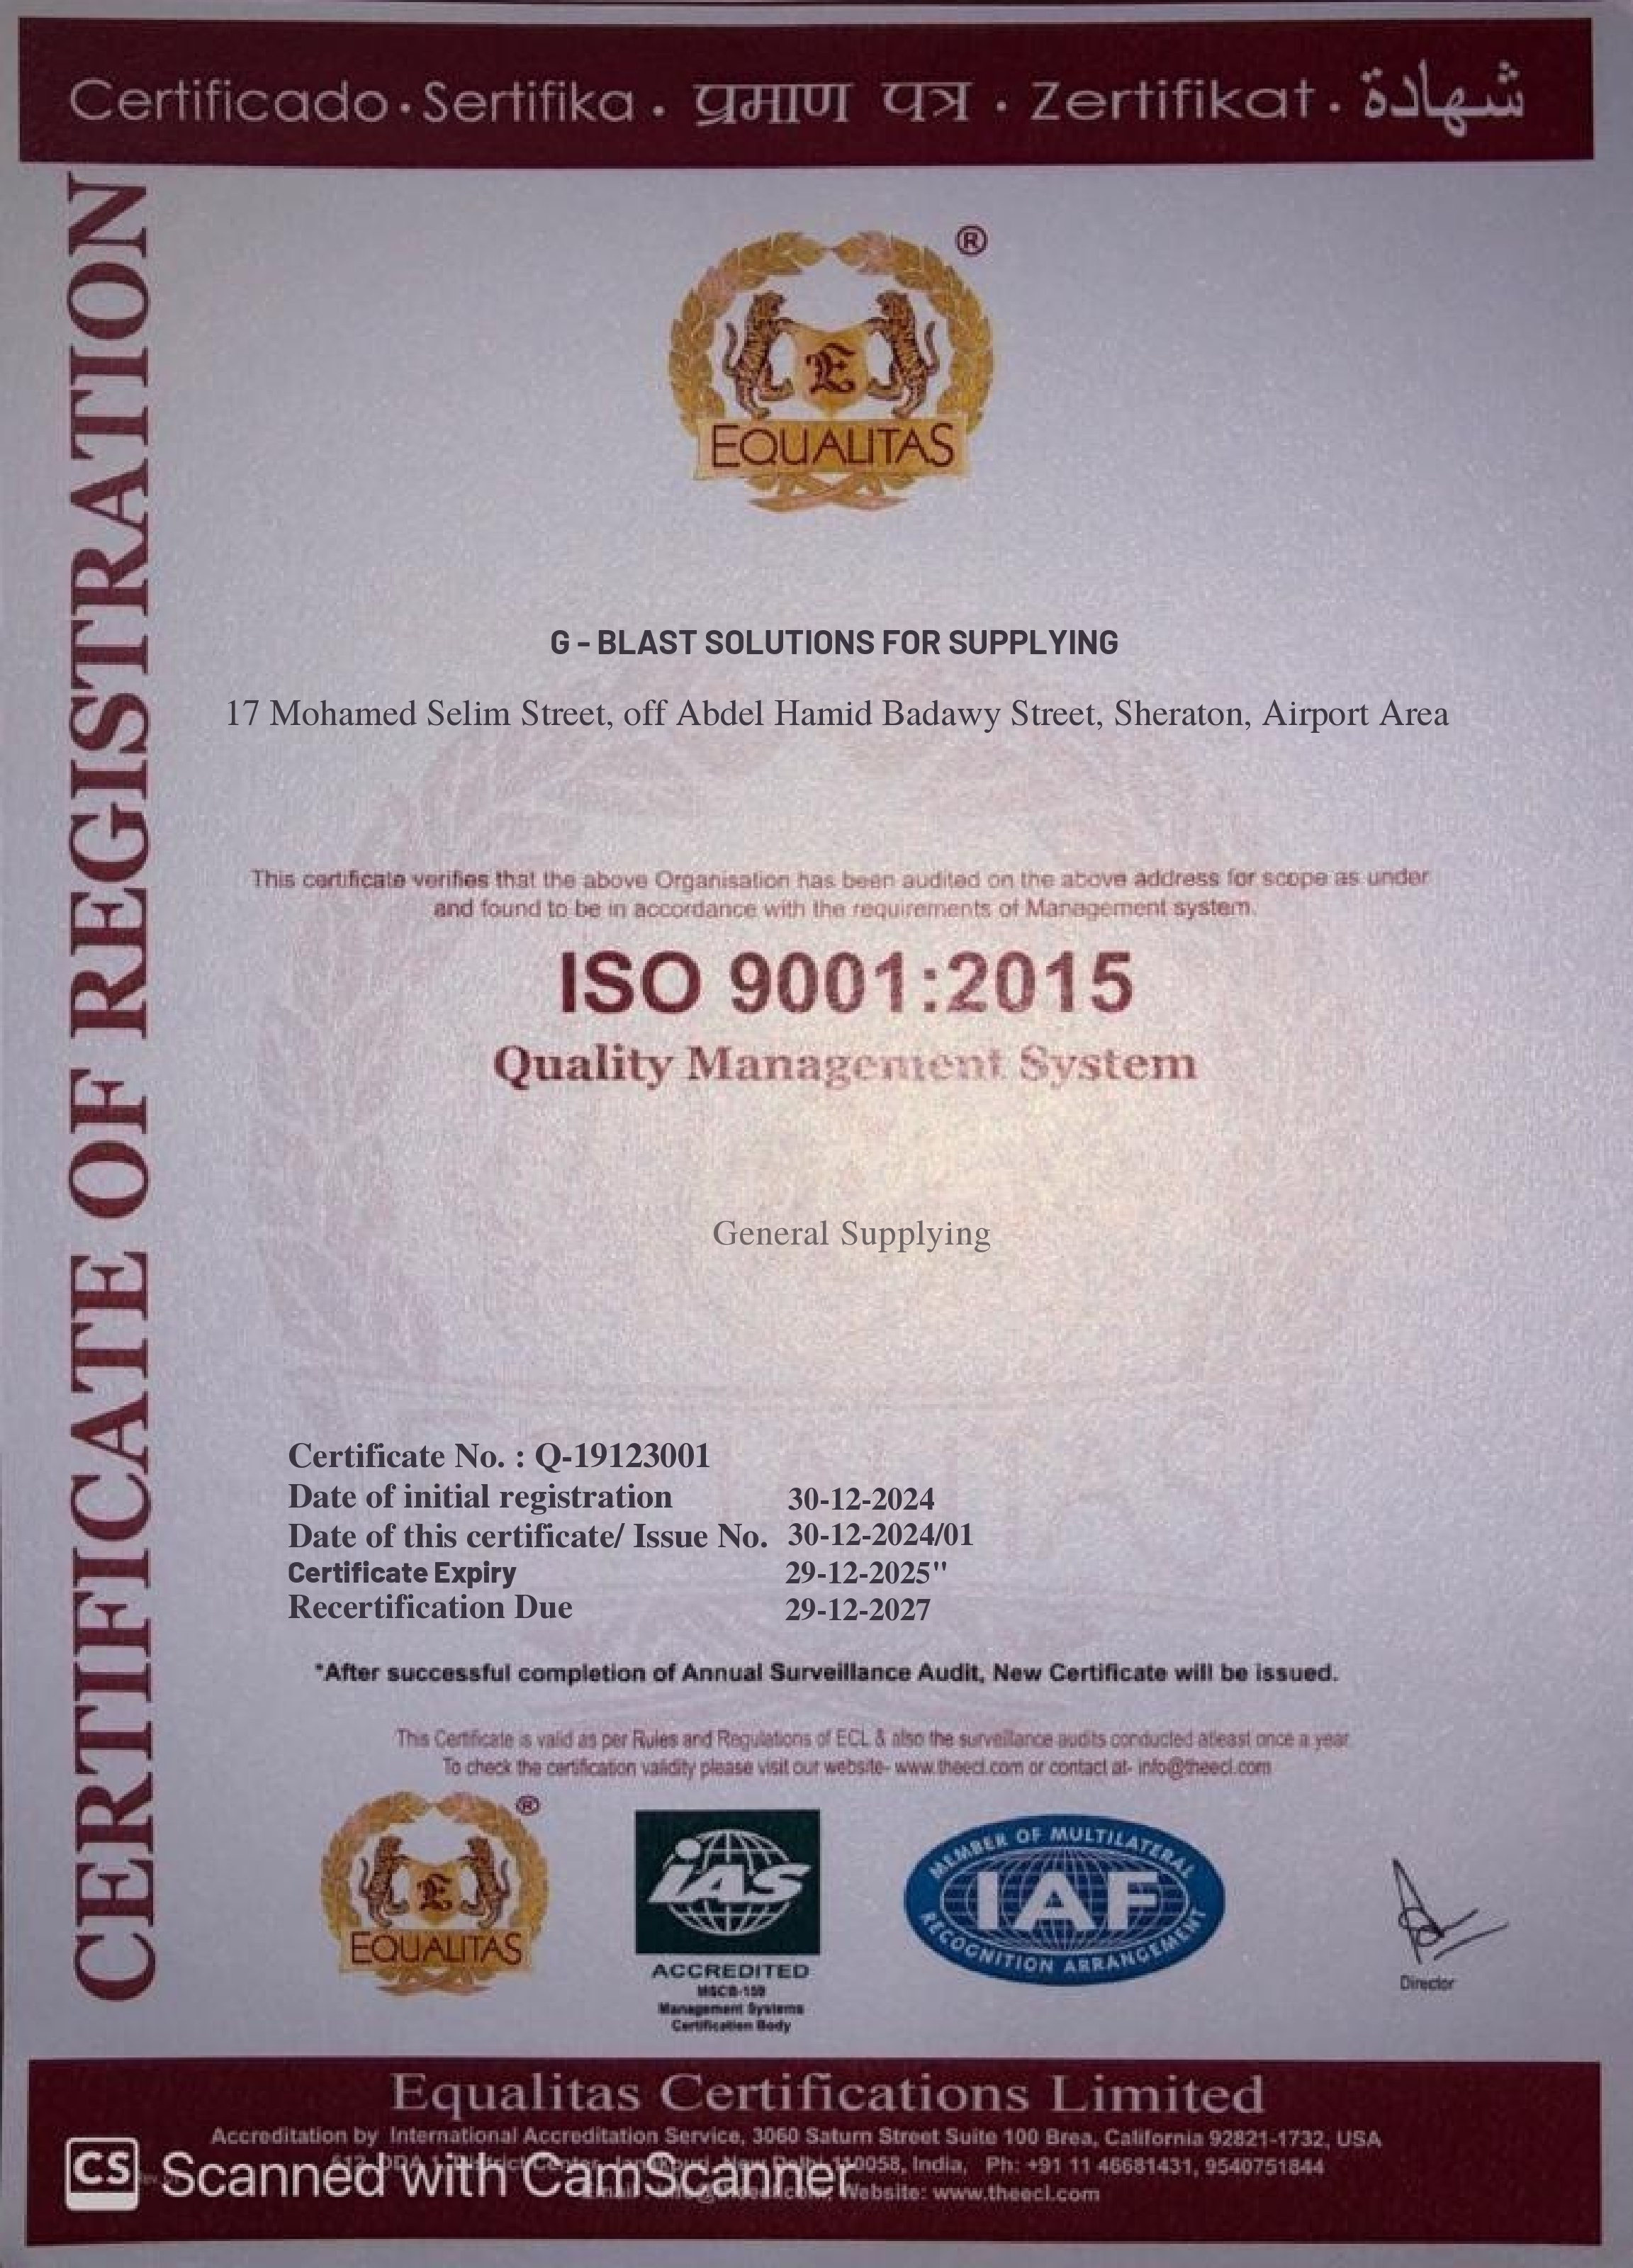 Certificado · Sertifika · प्रमाण पत्र · Zertifikat · شهادة
CERTIFICATE OF REGISTRATION
®
E
EQUALITAS
G - BLAST SOLUTIONS FOR SUPPLYING
17 Mohamed Selim Street, off Abdel Hamid Badawy Street, Sheraton, Airport Area
This certificate verifies that the above Organisation has been audited on the above address for scope as under
and found to be in accordance with the requirements of Management system.
ISO 9001:2015
Quality Management System
General Supplying
Certificate No. : Q-19123001
Date of initial registration 30-12-2024
Date of this certificate/ Issue No. 30-12-2024/01
Certificate Expiry 29-12-2025"
Recertification Due 29-12-2027
*After successful completion of Annual Surveillance Audit, New Certificate will be issued.
This Certificate is valid as per Rules and Regulations of ECL & also the surveillance audits conducted atleast once a year
To check the certification validity please visit our website- www.theecl.com or contact at- info@theecl.com
®
E
EQUALITAS
IAS
ACCREDITED
MSCB-159
Management Systems
Certification Body
MEMBER OF MULTILATERAL
IAF
RECOGNITION ARRANGEMENT
Director
Equalitas Certifications Limited
Accreditation by International Accreditation Service, 3060 Saturn Street Suite 100 Brea, California 92821-1732, USA
110058, India, Ph: +91 11 46681431, 9540751844
Website: www.theecl.com
CS Scanned with CamScanner